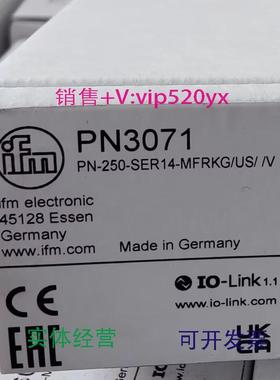 销售+V:vip520yx
ifm
PN3071
PN-250-SER14-MFRKG/US/ /V
ifm electronic
45128 Essen
Germany
www.ifm.com
Made in Germany
CE
IO-Link 1.1
www.io-link.com
实体经营
可开发票
EAC
UK
CA